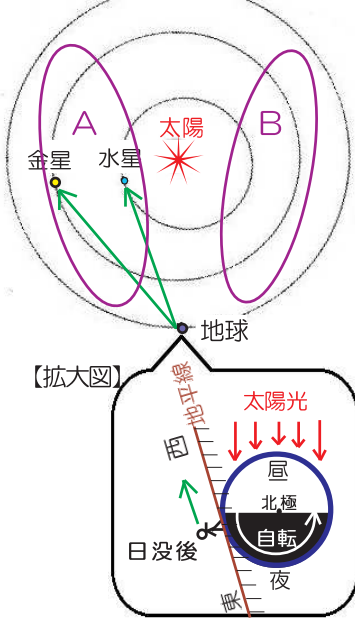 A
B
太陽
金星
水星
地球
【拡大図】
地平線
西
太陽光
昼
北極
自転
日没後
夜
東